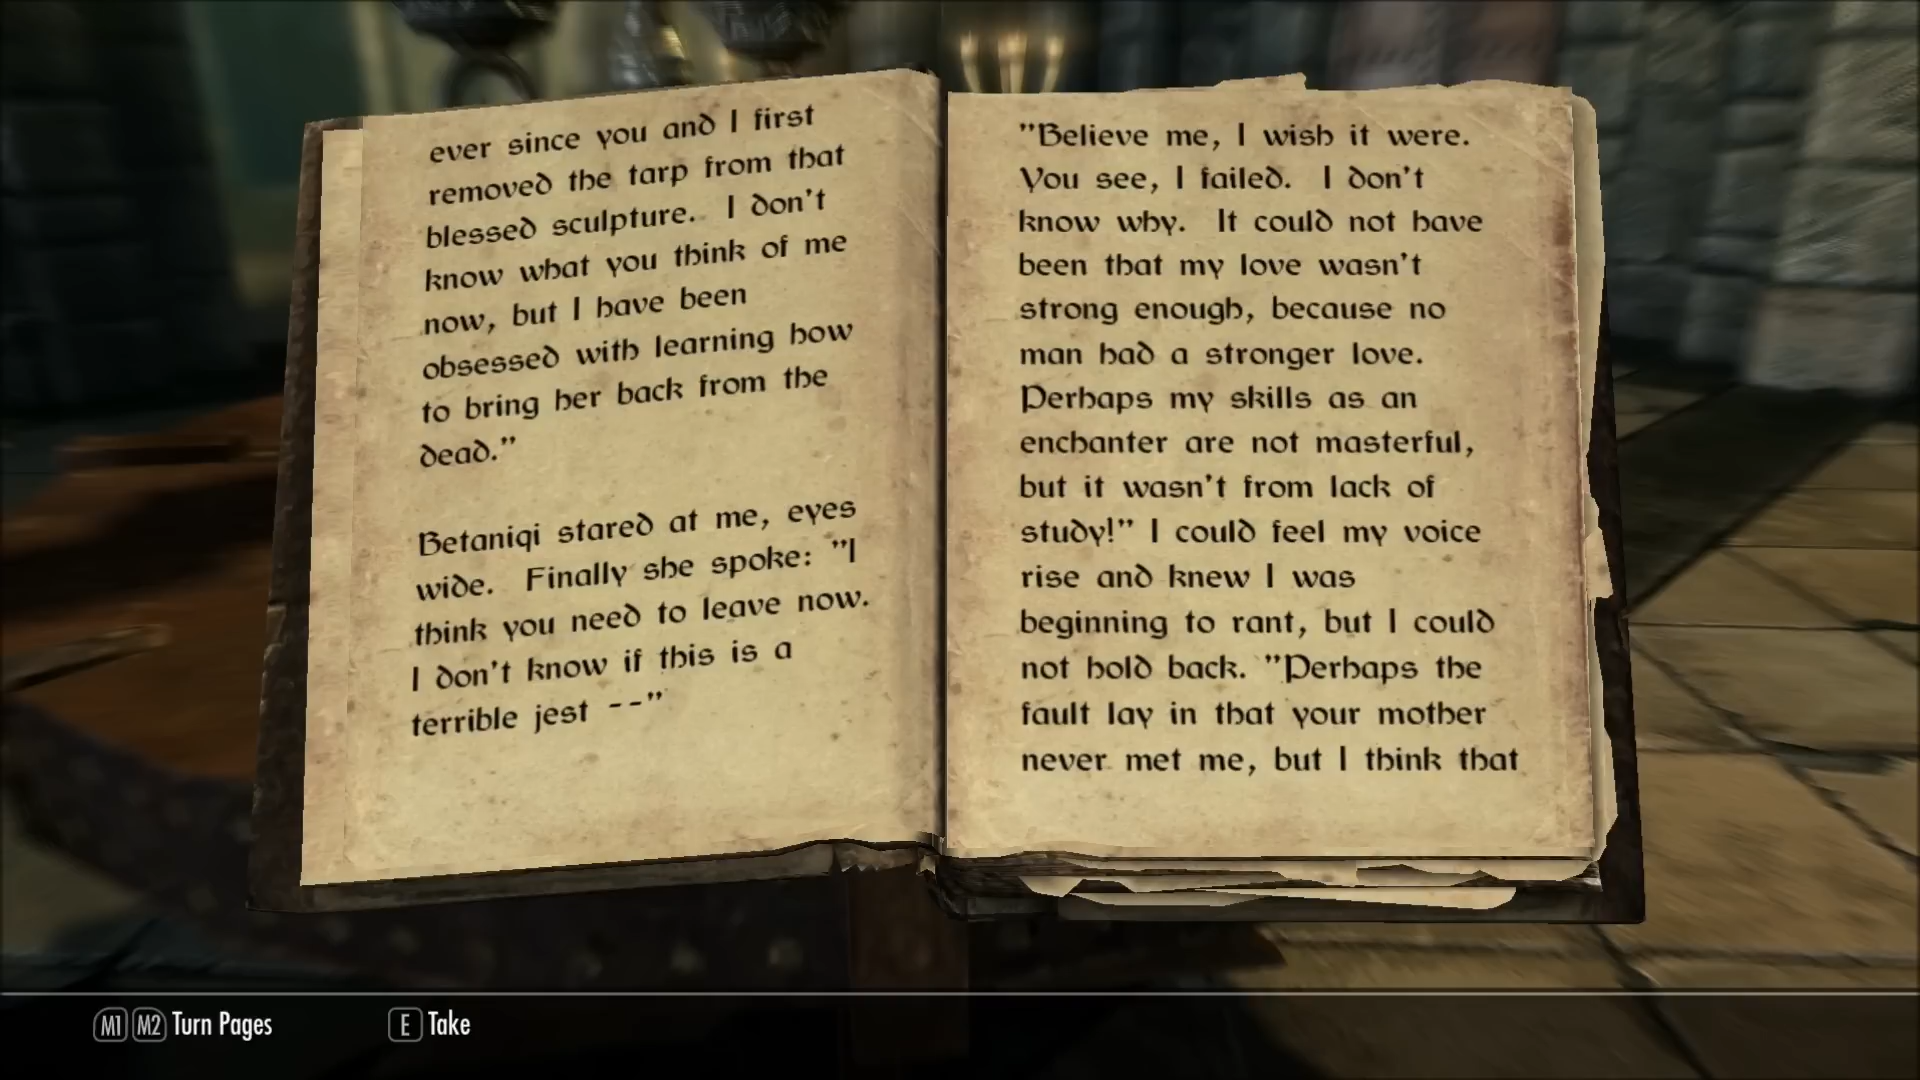 ever since you and I first
removed the tarp from that
blessed sculpture.  I don't
know what you think of me
now, but I have been
obsessed with learning how
to bring her back from the
dead."
Betaniqi stared at me, eyes
wide.  Finally she spoke: "I
think you need to leave now.
I don't know if this is a
terrible jest --"
"Believe me, I wish it were.
You see, I failed.  I don't
know why.  It could not have
been that my love wasn't
strong enough, because no
man had a stronger love.
Perhaps my skills as an
enchanter are not masterful,
but it wasn't from lack of
study!" I could feel my voice
rise and knew I was
beginning to rant, but I could
not hold back. "Perhaps the
fault lay in that your mother
never met me, but I think that
M1 M2 Turn Pages
E Take